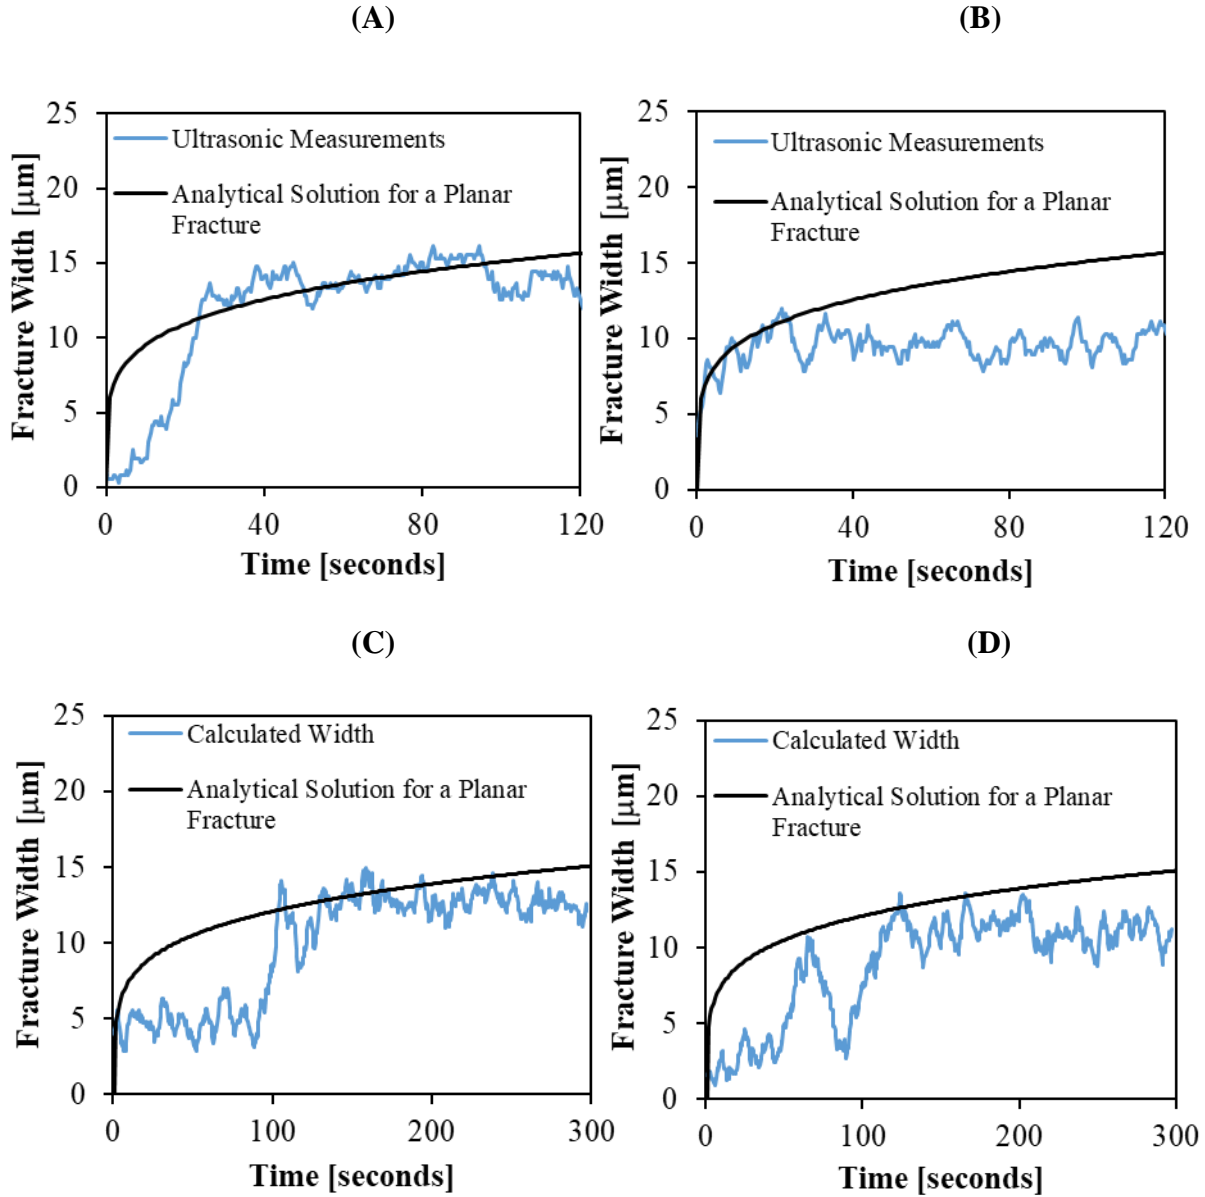 (A)
(B)
25
20
15
10
5
0
Fracture Width [μm]
Ultrasonic Measurements
Analytical Solution for a Planar
Fracture
0
40
80
120
Time [seconds]
25
20
15
10
5
0
Fracture Width [μm]
Ultrasonic Measurements
Analytical Solution for a Planar
Fracture
0
40
80
120
Time [seconds]
(C)
(D)
25
20
15
10
5
0
Fracture Width [μm]
Calculated Width
Analytical Solution for a Planar
Fracture
0
100
200
300
Time [seconds]
25
20
15
10
5
0
Fracture Width [μm]
Calculated Width
Analytical Solution for a Planar
Fracture
0
100
200
300
Time [seconds]